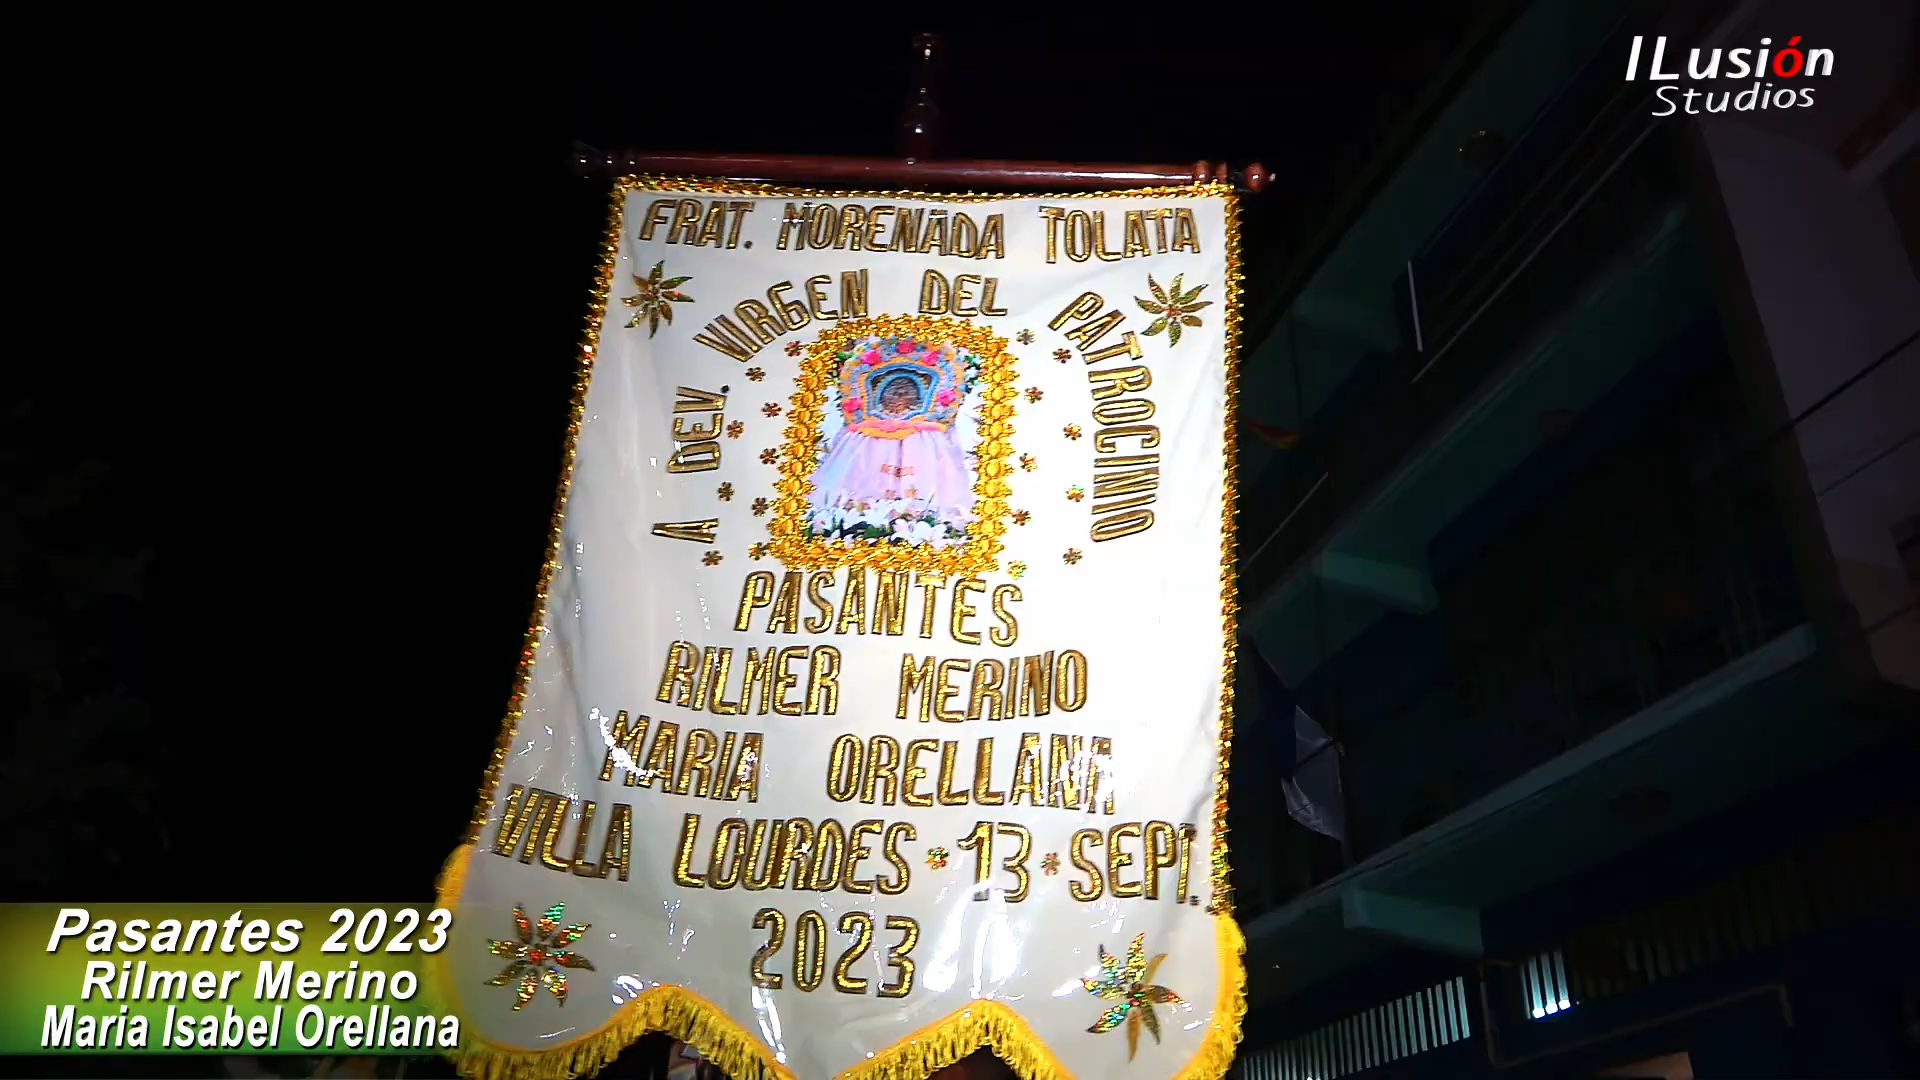 ILusión
Studios
FRAT. MORENADA TOLATA
A DEV. VIRGEN DEL PATROCINIO
PASANTES
RILMER MERINO
MARIA ORELLANA
VILLA LOURDES 13 SEPT.
2023
Pasantes 2023
Rilmer Merino
Maria Isabel Orellana